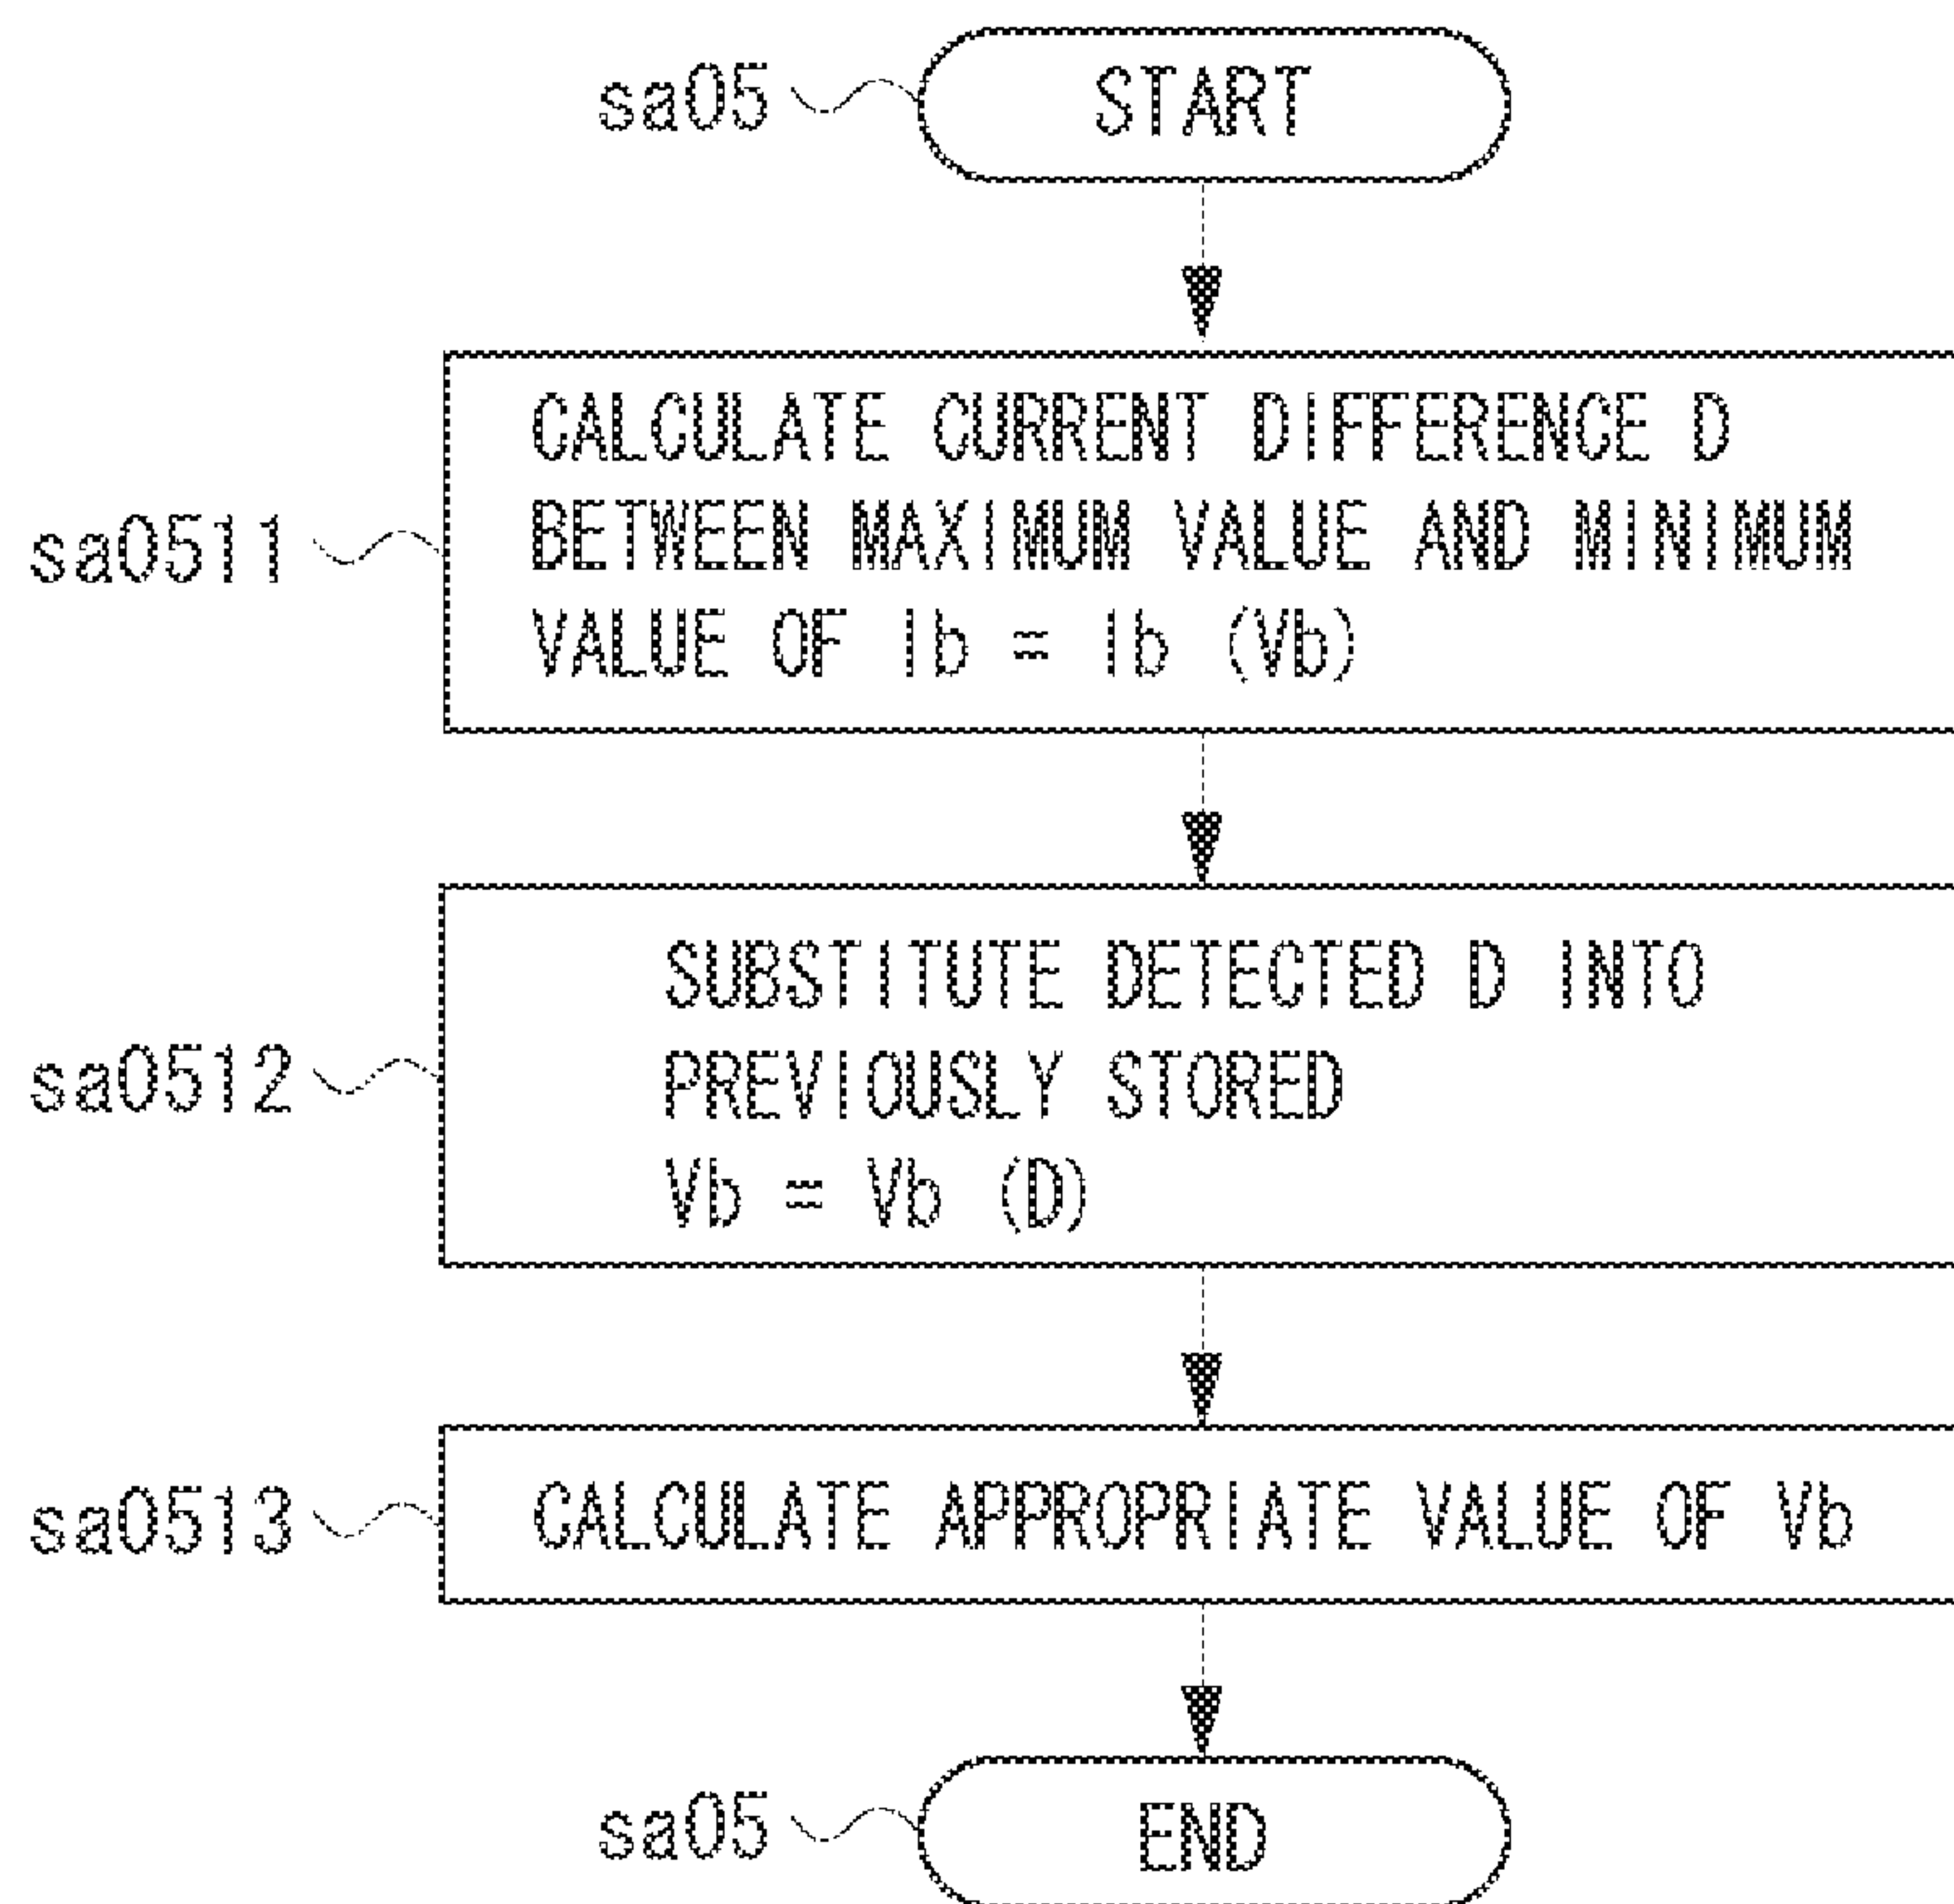 sa05 START
CALCULATE CURRENT DIFFERENCE D
BETWEEN MAXIMUM VALUE AND MINIMUM
sa0511
VALUE OF Ib = Ib (Vb)
SUBSTITUTE DETECTED D INTO
sa0512 PREVIOUSLY STORED
Vb = Vb (D)
sa0513 CALCULATE APPROPRIATE VALUE OF Vb
sa05 END